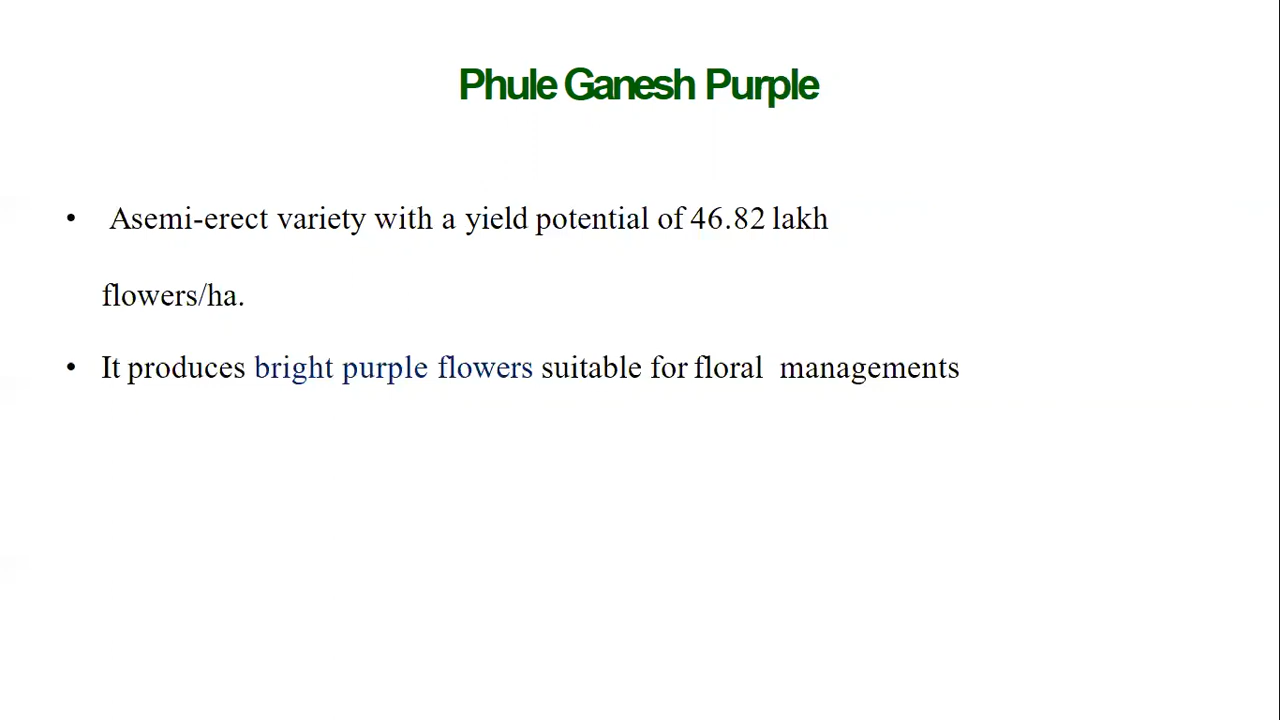 Phule Ganesh Purple
• Asemi-erect variety with a yield potential of 46.82 lakh
flowers/ha.
• It produces bright purple flowers suitable for floral managements